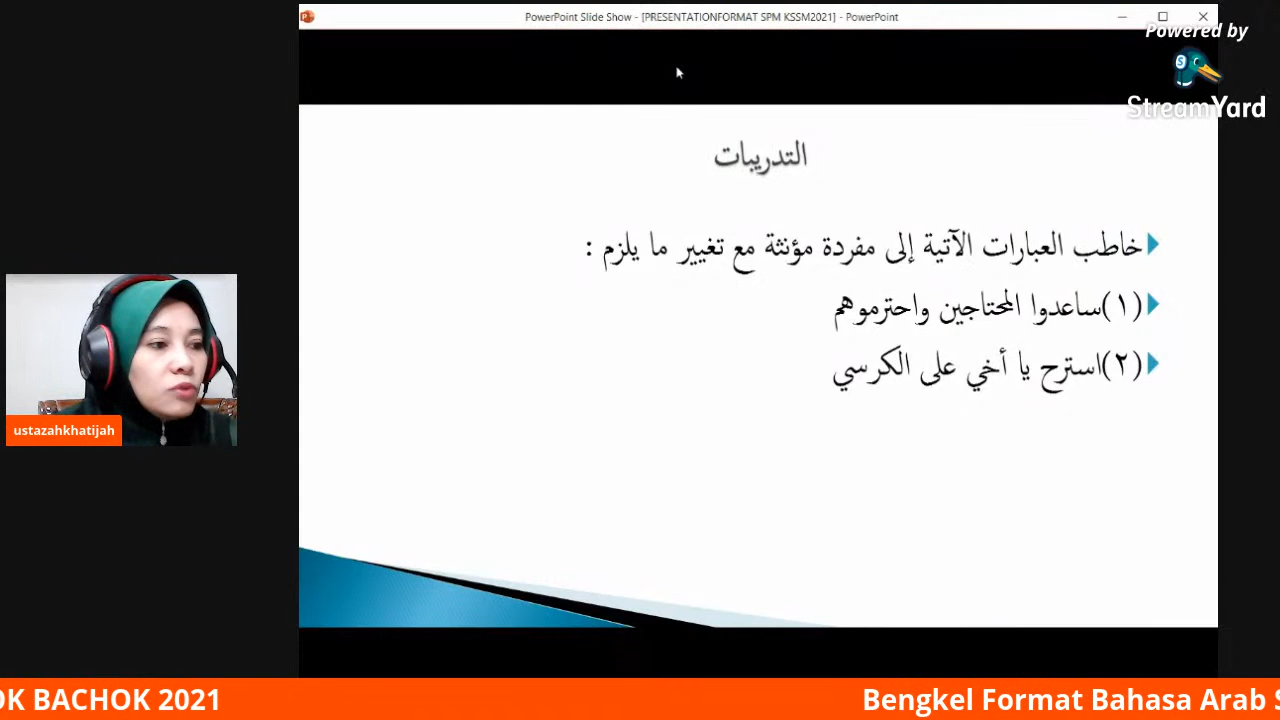 PowerPoint Slide Show - [PRESENTATIONFORMAT SPM KSSM2021] - PowerPoint
Powered by
StreamYard
التدريبات
خاطب العبارات الآتية إلى مفردة مؤنثة مع تغيير ما يلزم :
(١)ساعدوا المحتاجين واحترموهم
(٢)استرح يا أخي على الكرسي
ustazahkhatijah
OK BACHOK 2021
Bengkel Format Bahasa Arab S